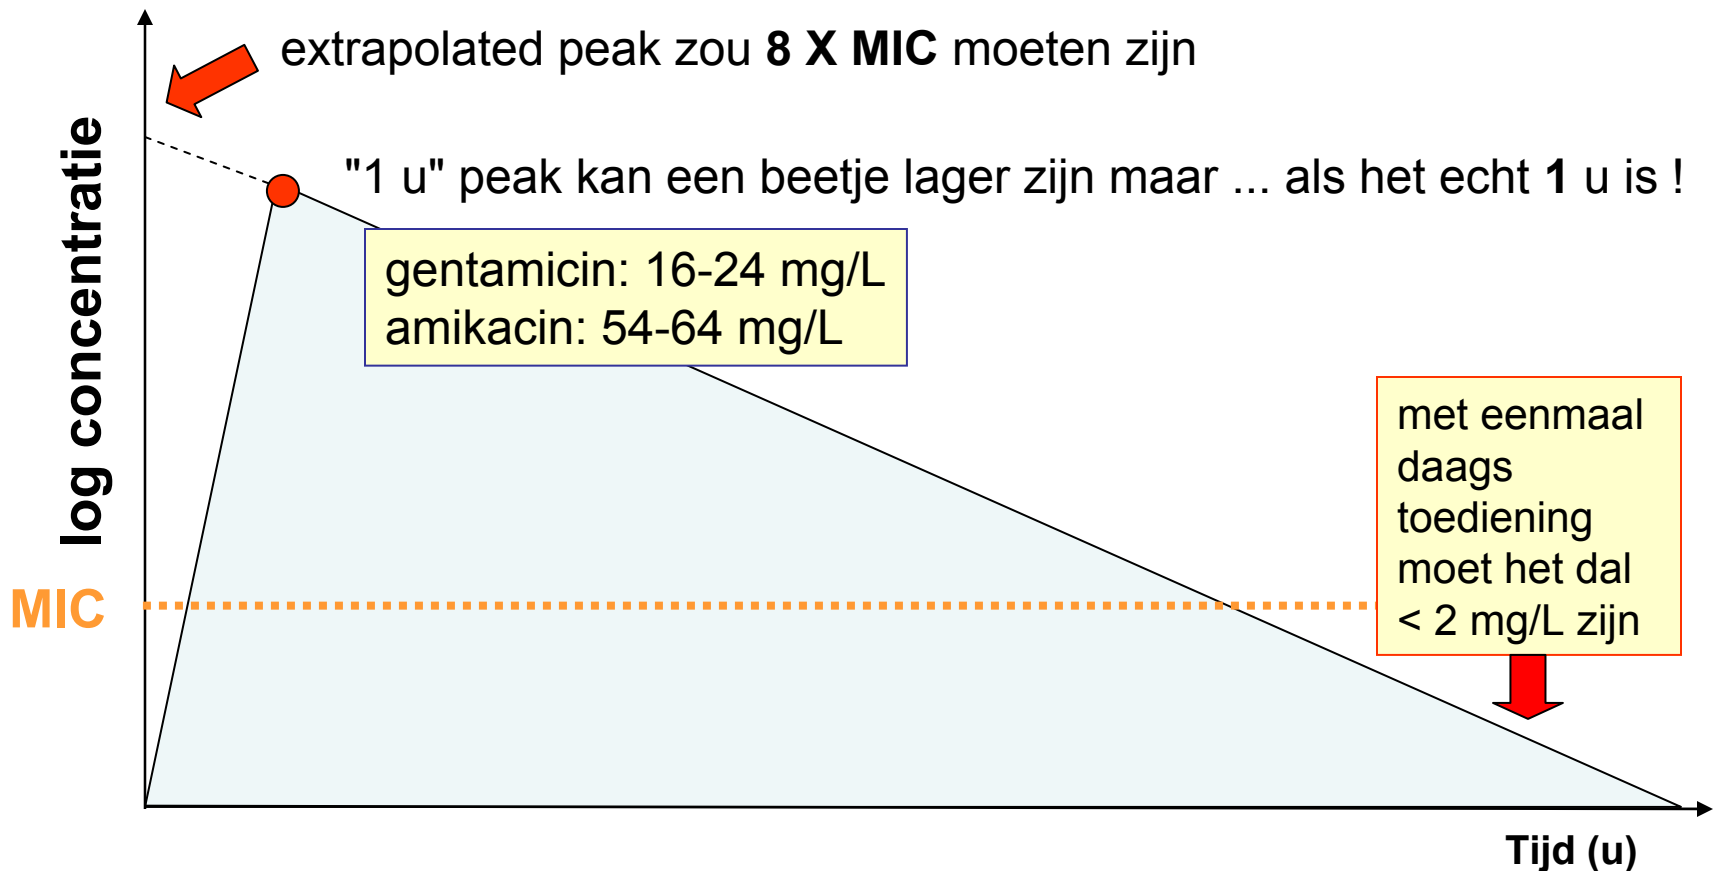 extrapolated peak zou 8 X MIC moeten zijn
"1 u" peak kan een beetje lager zijn maar ... als het echt 1 u is !
gentamicin: 16-24 mg/L
amikacin: 54-64 mg/L
log concentratie
met eenmaal
daags
toediening
moet het dal
< 2 mg/L zijn
MIC
Tijd (u)